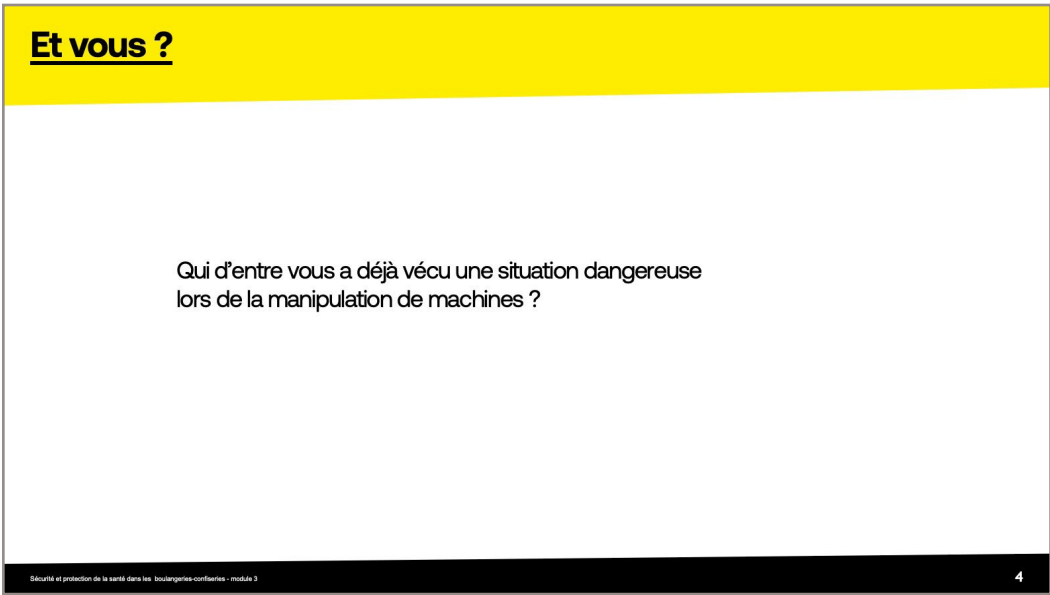 Et vous ?
Qui d’entre vous a déjà vécu une situation dangereuse
lors de la manipulation de machines ?
Sécurité et protection de la santé dans les boulangeries-confiseries - module 3
4